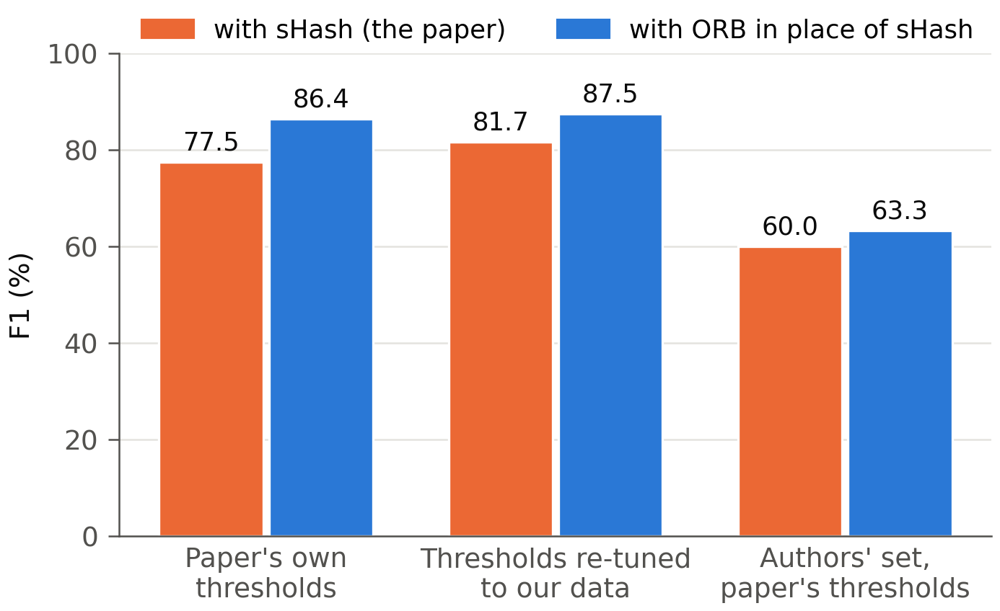 with sHash (the paper)
with ORB in place of sHash
F1 (%)
100
80
60
40
20
0
77.5
86.4
81.7
87.5
60.0
63.3
Paper's own
thresholds
Thresholds re-tuned
to our data
Authors' set,
paper's thresholds